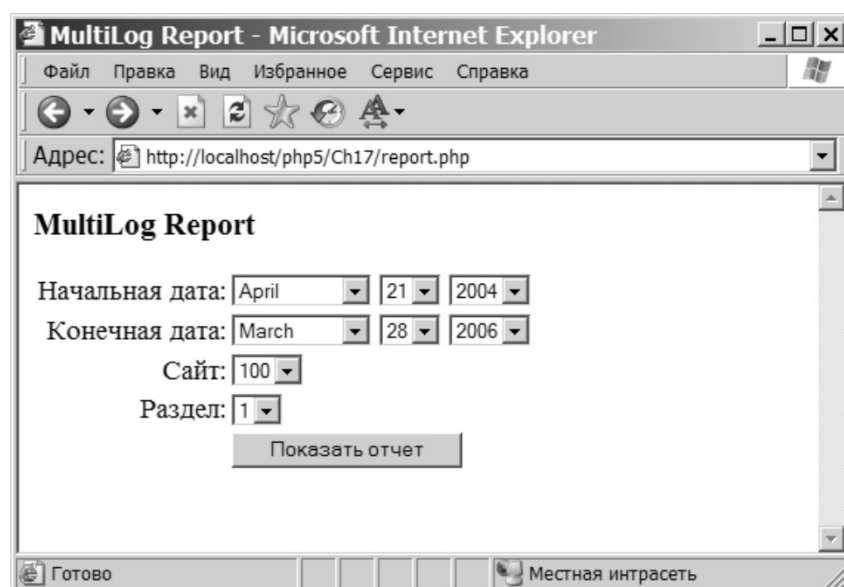 MultiLog Report - Microsoft Internet Explorer
Файл Правка Вид Избранное Сервис Справка
Адрес: http://localhost/php5/Ch17/report.php
MultiLog Report
Начальная дата: April 21 2004
Конечная дата: March 28 2006
Сайт: 100
Раздел: 1
Показать отчет
Готово Местная интрасеть